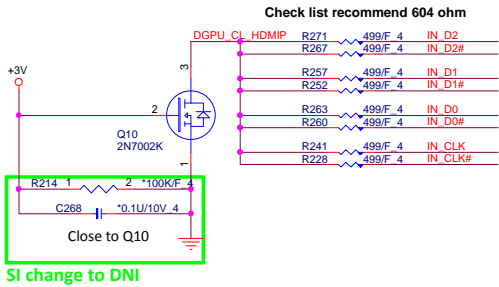 Check list recommend 604 ohm
DGPU_CL_HDMIP
R271 499/F_4 IN_D2
R267 499/F_4 IN_D2#
+3V
3
R257 499/F_4 IN_D1
R252 499/F_4 IN_D1#
2
R263 499/F_4 IN_D0
R260 499/F_4 IN_D0#
Q10
2N7002K
R241 499/F_4 IN_CLK
R228 499/F_4 IN_CLK#
1
R214 1 2 *100K/F_4
C268 *0.1U/10V_4
Close to Q10
SI change to DNI